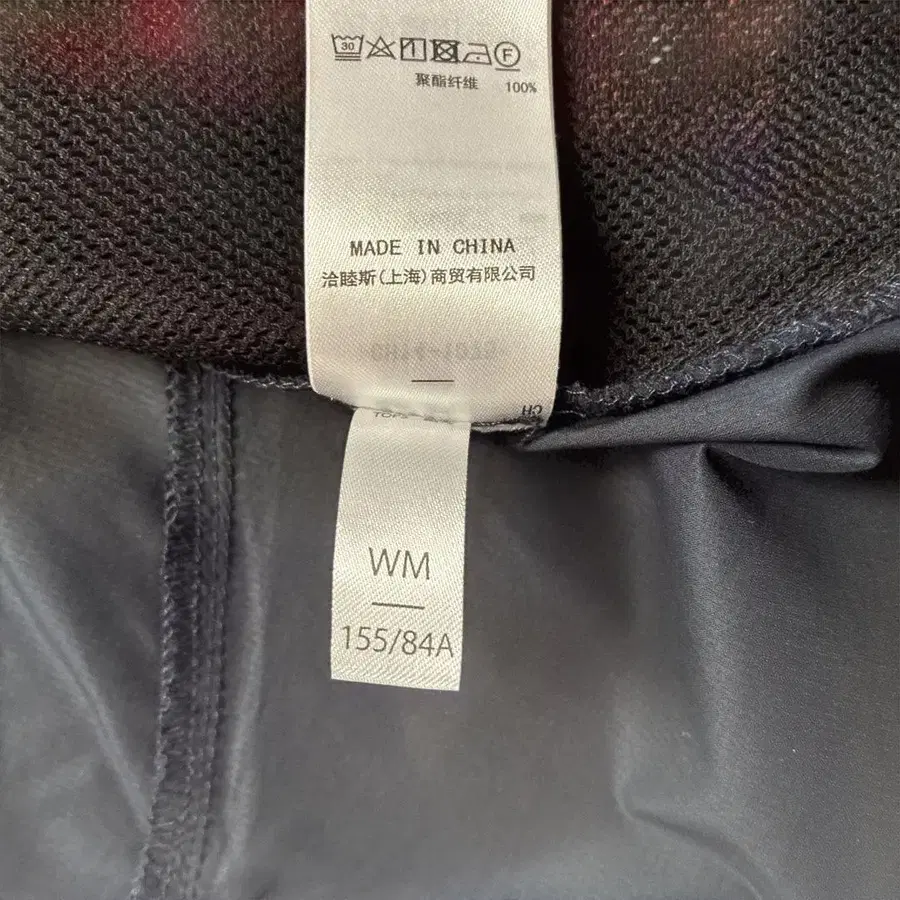 30 F
聚酯纤维 100%
MADE IN CHINA
洽睦斯(上海)商贸有限公司
CH
WM
155/84A